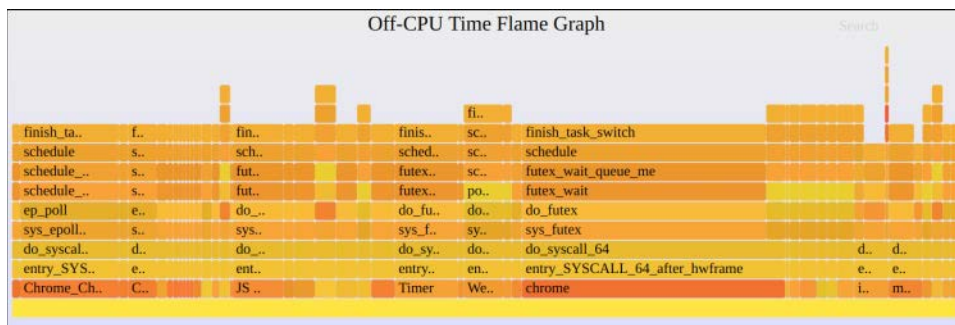 Off-CPU Time Flame Graph
Search
fi..
finish_ta.. f.. fin.. finis.. sc.. finish_task_switch
schedule s.. sch.. sched.. sc.. schedule
schedule_.. s.. fut.. futex.. sc.. futex_wait_queue_me
schedule_.. s.. fut.. futex.. po.. futex_wait
ep_poll e.. do_.. do_fu.. do.. do_futex
sys_epoll.. s.. sys.. sys_f.. sy.. sys_futex
do_syscal.. d.. do_.. do_sy.. do.. do_syscall_64 d.. d..
entry_SYS.. e.. ent.. entry.. en.. entry_SYSCALL_64_after_hwframe e.. e..
Chrome_Ch.. C.. JS .. Timer We.. chrome i.. m..